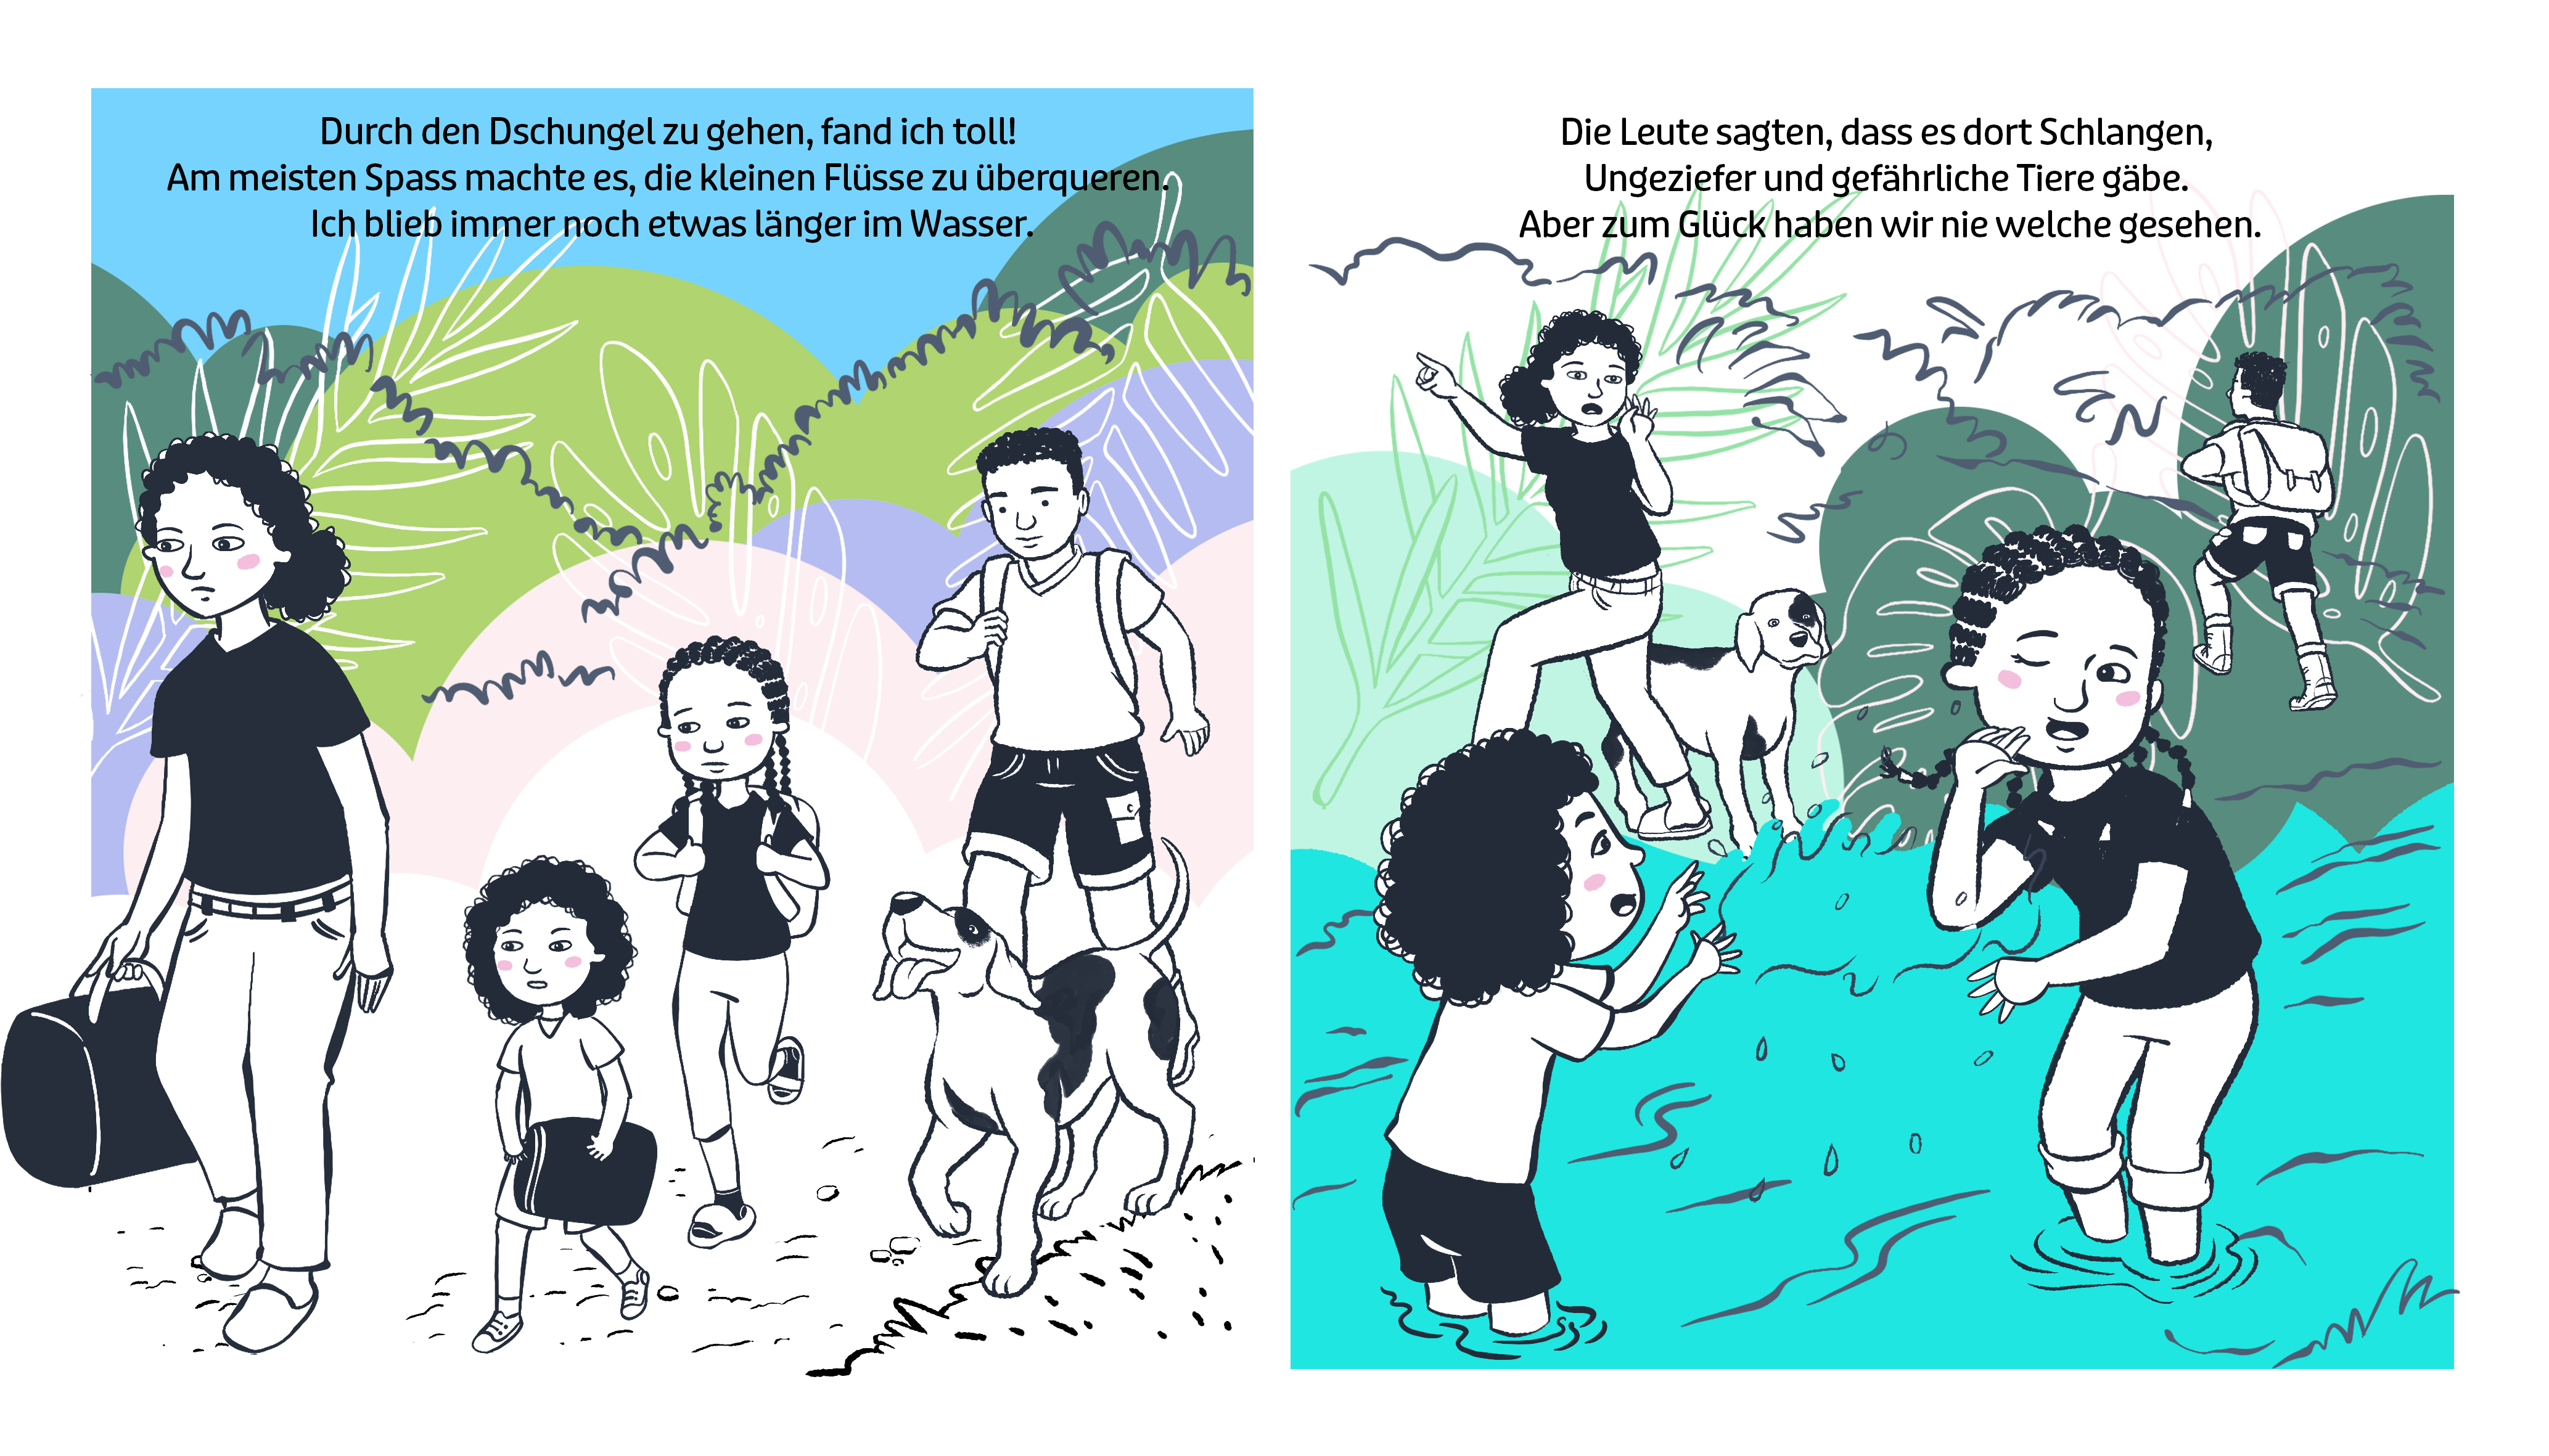 Durch den Dschungel zu gehen, fand ich toll!
Am meisten Spass machte es, die kleinen Flüsse zu überqueren.
Ich blieb immer noch etwas länger im Wasser.
Die Leute sagten, dass es dort Schlangen,
Ungeziefer und gefährliche Tiere gäbe.
Aber zum Glück haben wir nie welche gesehen.